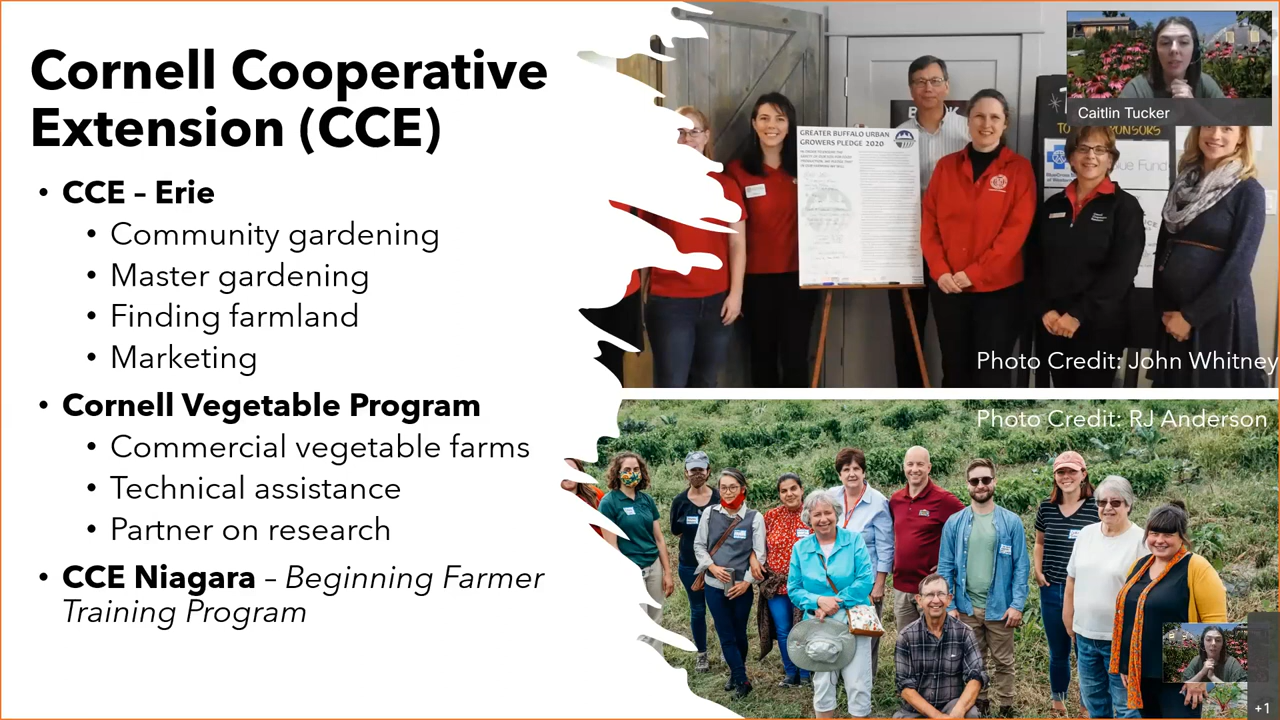 Cornell Cooperative
Extension (CCE)
• CCE – Erie
• Community gardening
• Master gardening
• Finding farmland
• Marketing
• Cornell Vegetable Program
• Commercial vegetable farms
• Technical assistance
• Partner on research
• CCE Niagara – Beginning Farmer
Training Program
GREATER BUFFALO URBAN
GROWERS PLEDGE 2020
SPONSORS
Caitlin Tucker
Photo Credit: John Whitney
Photo Credit: RJ Anderson
+1